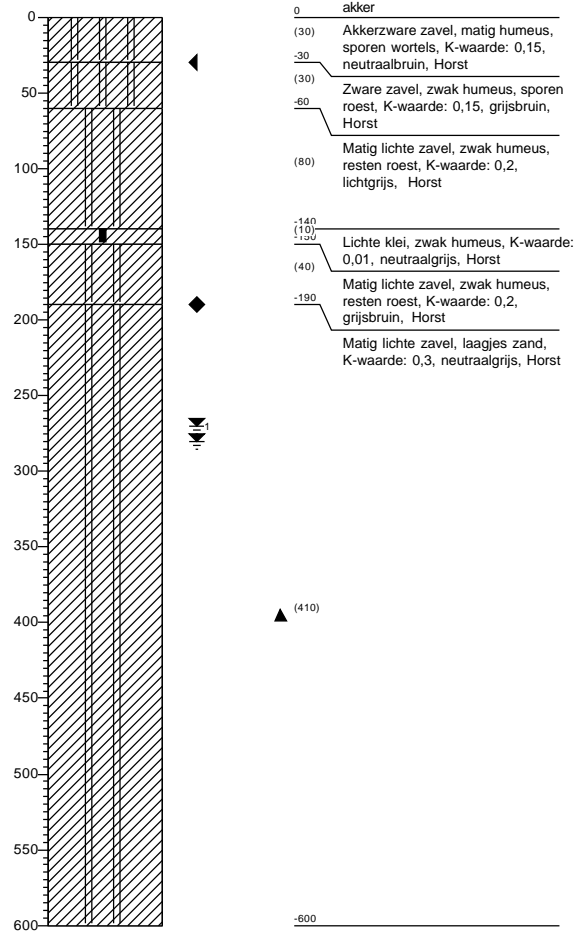 0
50
100
150
200
250
300
350
400
450
500
550
600
1
0 akker
(30) Akkerzware zavel, matig humeus,
sporen wortels, K-waarde: 0,15,
neutraalbruin, Horst
-30
(30) Zware zavel, zwak humeus, sporen
roest, K-waarde: 0,15, grijsbruin,
Horst
-60
Matig lichte zavel, zwak humeus,
(80) resten roest, K-waarde: 0,2,
lichtgrijs, Horst
-140
(10)
-150
Lichte klei, zwak humeus, K-waarde:
0,01, neutraalgrijs, Horst
(40)
Matig lichte zavel, zwak humeus,
resten roest, K-waarde: 0,2,
grijsbruin, Horst
-190
Matig lichte zavel, laagjes zand,
K-waarde: 0,3, neutraalgrijs, Horst
(410)
-600